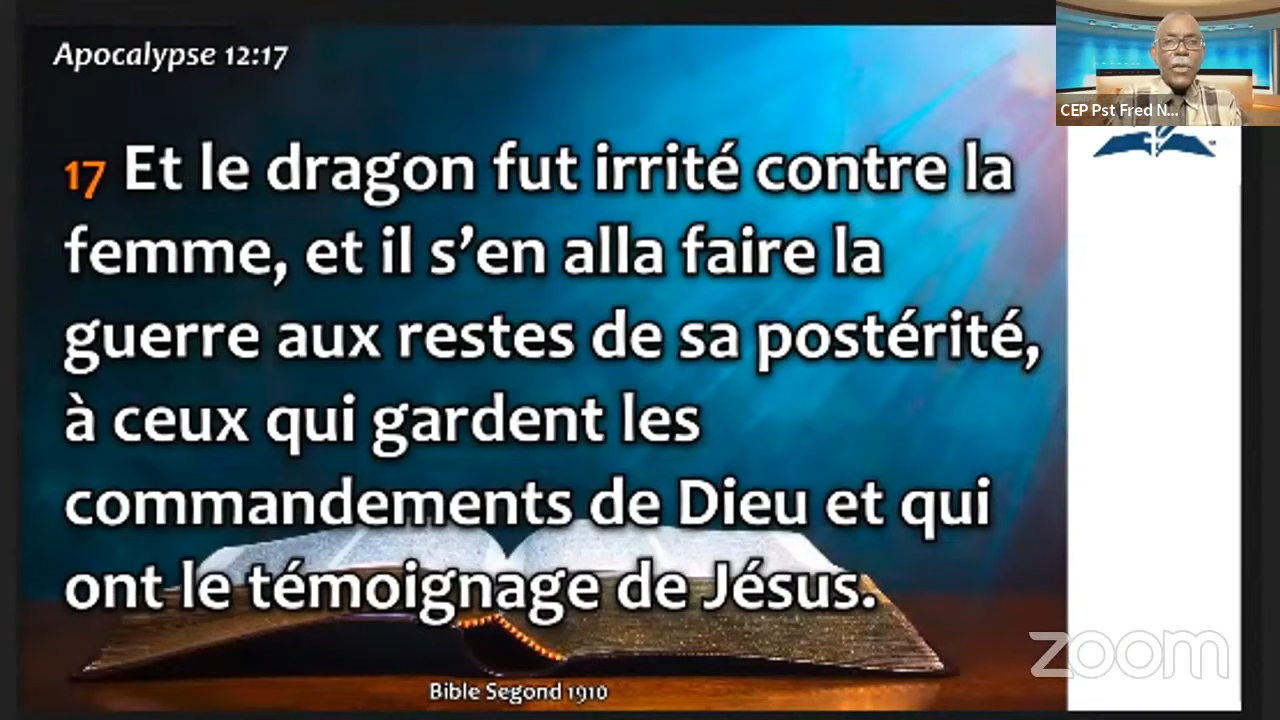 Apocalypse 12:17
CEP Pst Fred N...
17 Et le dragon fut irrité contre la
femme, et il s’en alla faire la
guerre aux restes de sa postérité,
à ceux qui gardent les
commandements de Dieu et qui
ont le témoignage de Jésus.
zoom
Bible Segond 1910